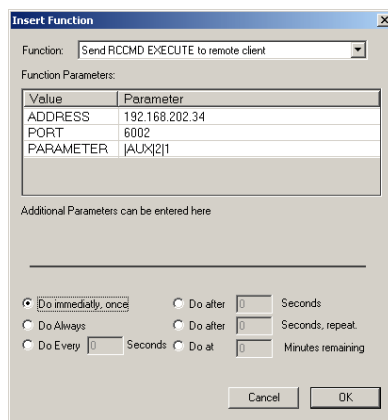 Insert Function
Function: Send RCCMD EXECUTE to remote client
Function Parameters:
Value Parameter
ADDRESS 192.168.202.34
PORT 6002
PARAMETER |AUX|2|1
Additional Parameters can be entered here
Do immediatly, once Do after 0 Seconds
Do Always Do after 0 Seconds, repeat.
Do Every 0 Seconds Do at 0 Minutes remaining
Cancel OK